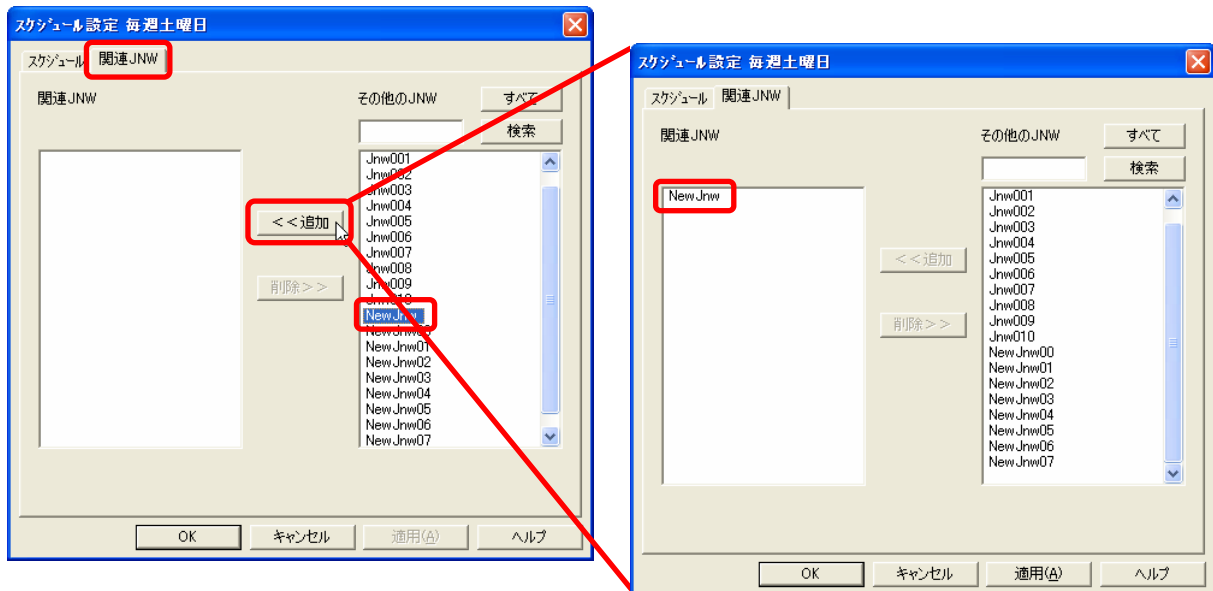 スケジュール設定 毎週土曜日
スケジュール 関連JNW
関連JNW
その他のJNW
すべて
検索
Jnw001
Jnw002
Jnw003
Jnw004
Jnw005
Jnw006
Jnw007
Jnw008
Jnw009
Jnw010
NewJnw
NewJnw00
NewJnw01
NewJnw02
NewJnw03
NewJnw04
NewJnw05
NewJnw06
NewJnw07
<<追加
削除>>
OK キャンセル 適用(A) ヘルプ
スケジュール設定 毎週土曜日
スケジュール 関連JNW
関連JNW
その他のJNW
すべて
検索
NewJnw
<<追加
削除>>
Jnw001
Jnw002
Jnw003
Jnw004
Jnw005
Jnw006
Jnw007
Jnw008
Jnw009
Jnw010
NewJnw00
NewJnw01
NewJnw02
NewJnw03
NewJnw04
NewJnw05
NewJnw06
NewJnw07
OK キャンセル 適用(A) ヘルプ